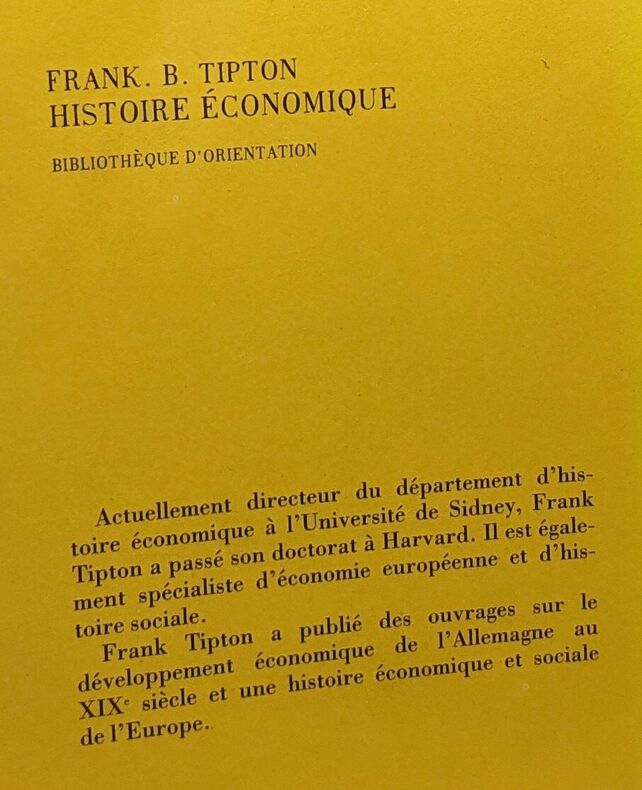 FRANK. B. TIPTON
HISTOIRE ÉCONOMIQUE
BIBLIOTHÈQUE D'ORIENTATION
Actuellement directeur du département d'his-
toire économique à l'Université de Sidney, Frank
Tipton a passé son doctorat à Harvard. Il est égale-
ment spécialiste d'économie européenne et d'his-
toire sociale.
Frank Tipton a publié des ouvrages sur le
développement économique de l'Allemagne au
XIXe siècle et une histoire économique et sociale
de l'Europe.